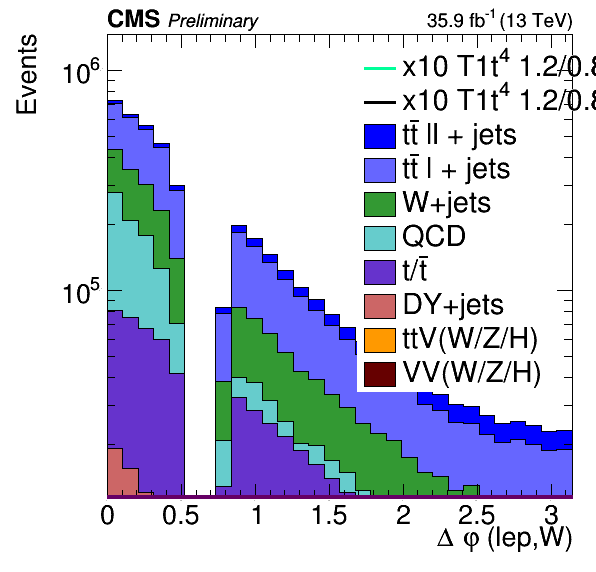 CMS Preliminary 35.9 fb⁻¹ (13 TeV)
Events
10⁶
10⁵
x10 T1t⁴ 1.2/0.8
x10 T1t⁴ 1.2/0.8
tt̄ ll + jets
tt̄ l + jets
W+jets
QCD
t/t̄
DY+jets
ttV(W/Z/H)
VV(W/Z/H)
0 0.5 1 1.5 2 2.5 3
Δ φ (lep,W)